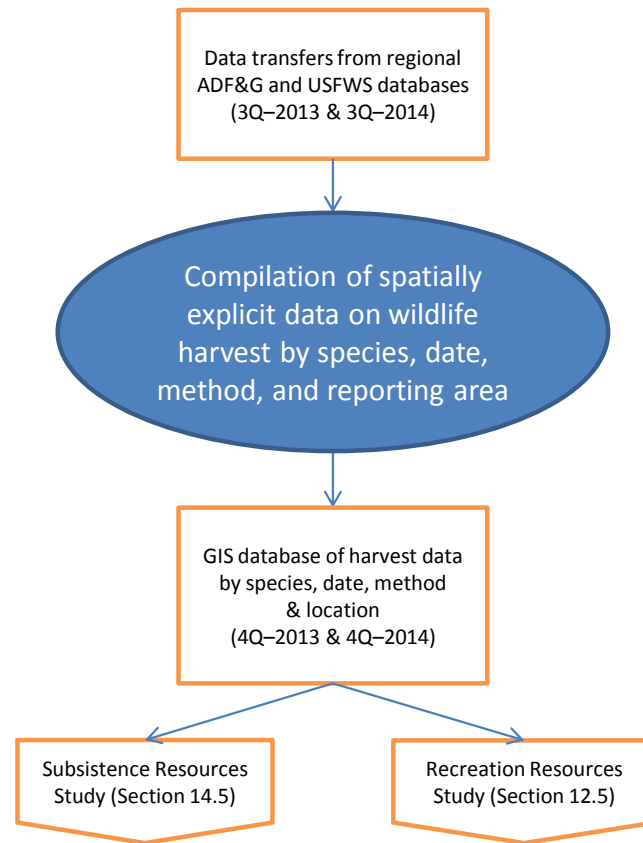 Data transfers from regional
ADF&G and USFWS databases
(3Q–2013 & 3Q–2014)
Compilation of spatially
explicit data on wildlife
harvest by species, date,
method, and reporting area
GIS database of harvest data
by species, date, method
& location
(4Q–2013 & 4Q–2014)
Subsistence Resources
Study (Section 14.5)
Recreation Resources
Study (Section 12.5)